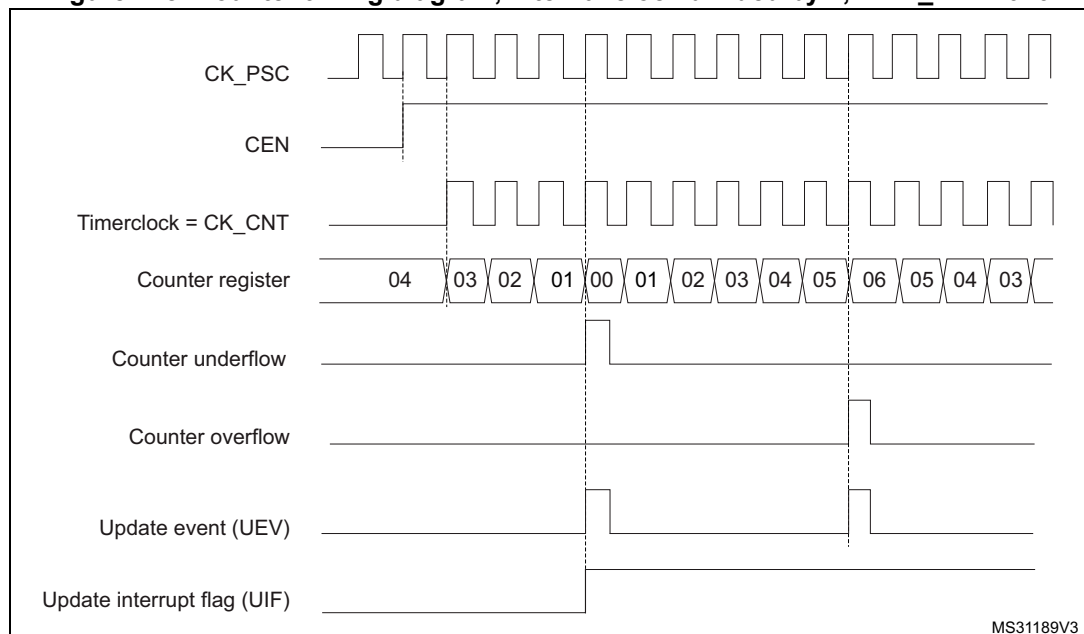 CK_PSC
CEN
Timerclock = CK_CNT
Counter register 04 03 02 01 00 01 02 03 04 05 06 05 04 03
Counter underflow
Counter overflow
Update event (UEV)
Update interrupt flag (UIF)
MS31189V3